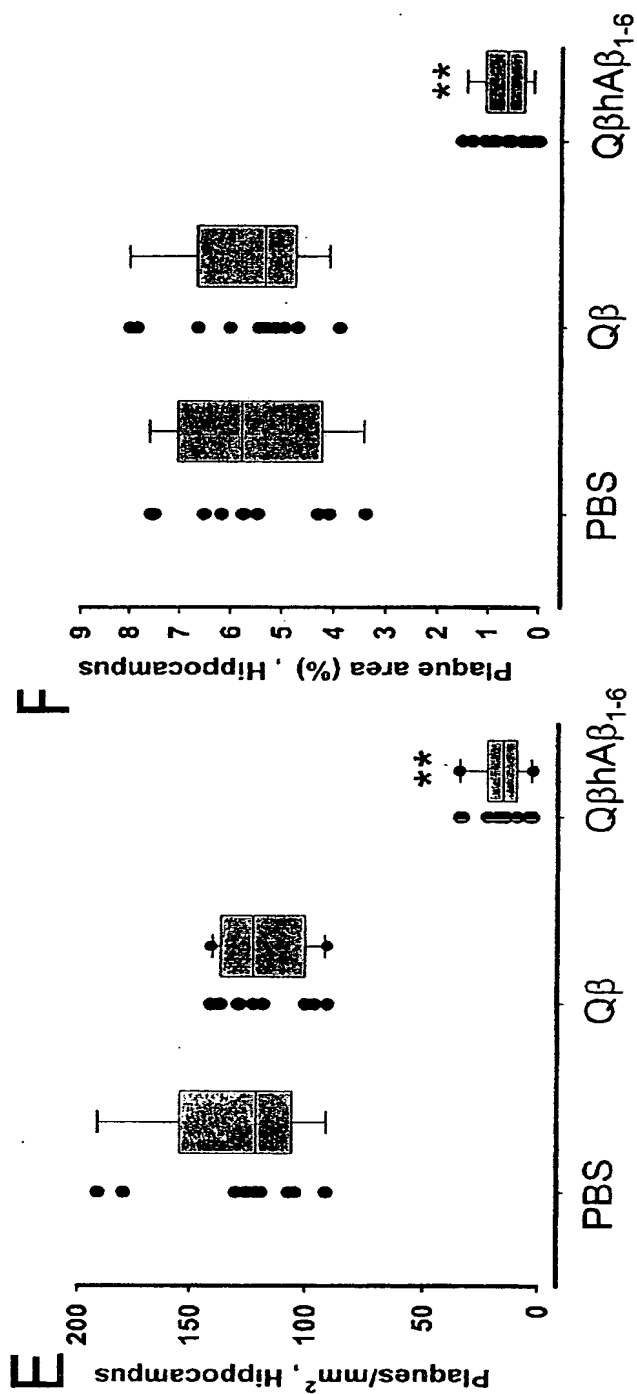 E
Plaques/mm², Hippocampus
200
150
100
50
0
**
PBS
Qβ
QβhAβ1-6
F
Plaque area (%) , Hippocampus
9
8
7
6
5
4
3
2
1
0
**
PBS
Qβ
QβhAβ1-6